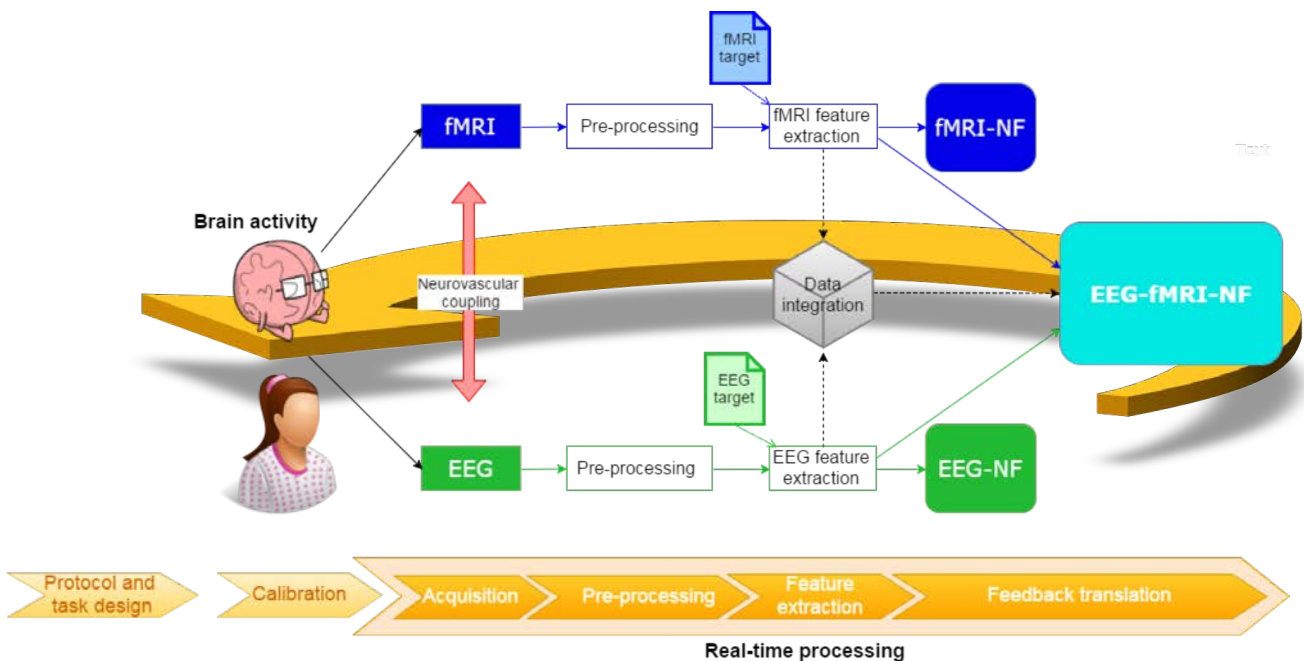 fMRI
target
fMRI
Pre-processing
fMRI feature
extraction
fMRI-NF
Text
Brain activity
Neurovascular
coupling
Data
integration
EEG-fMRI-NF
EEG
target
EEG
Pre-processing
EEG feature
extraction
EEG-NF
Protocol and
task design
Calibration
Acquisition
Pre-processing
Feature
extraction
Feedback translation
Real-time processing